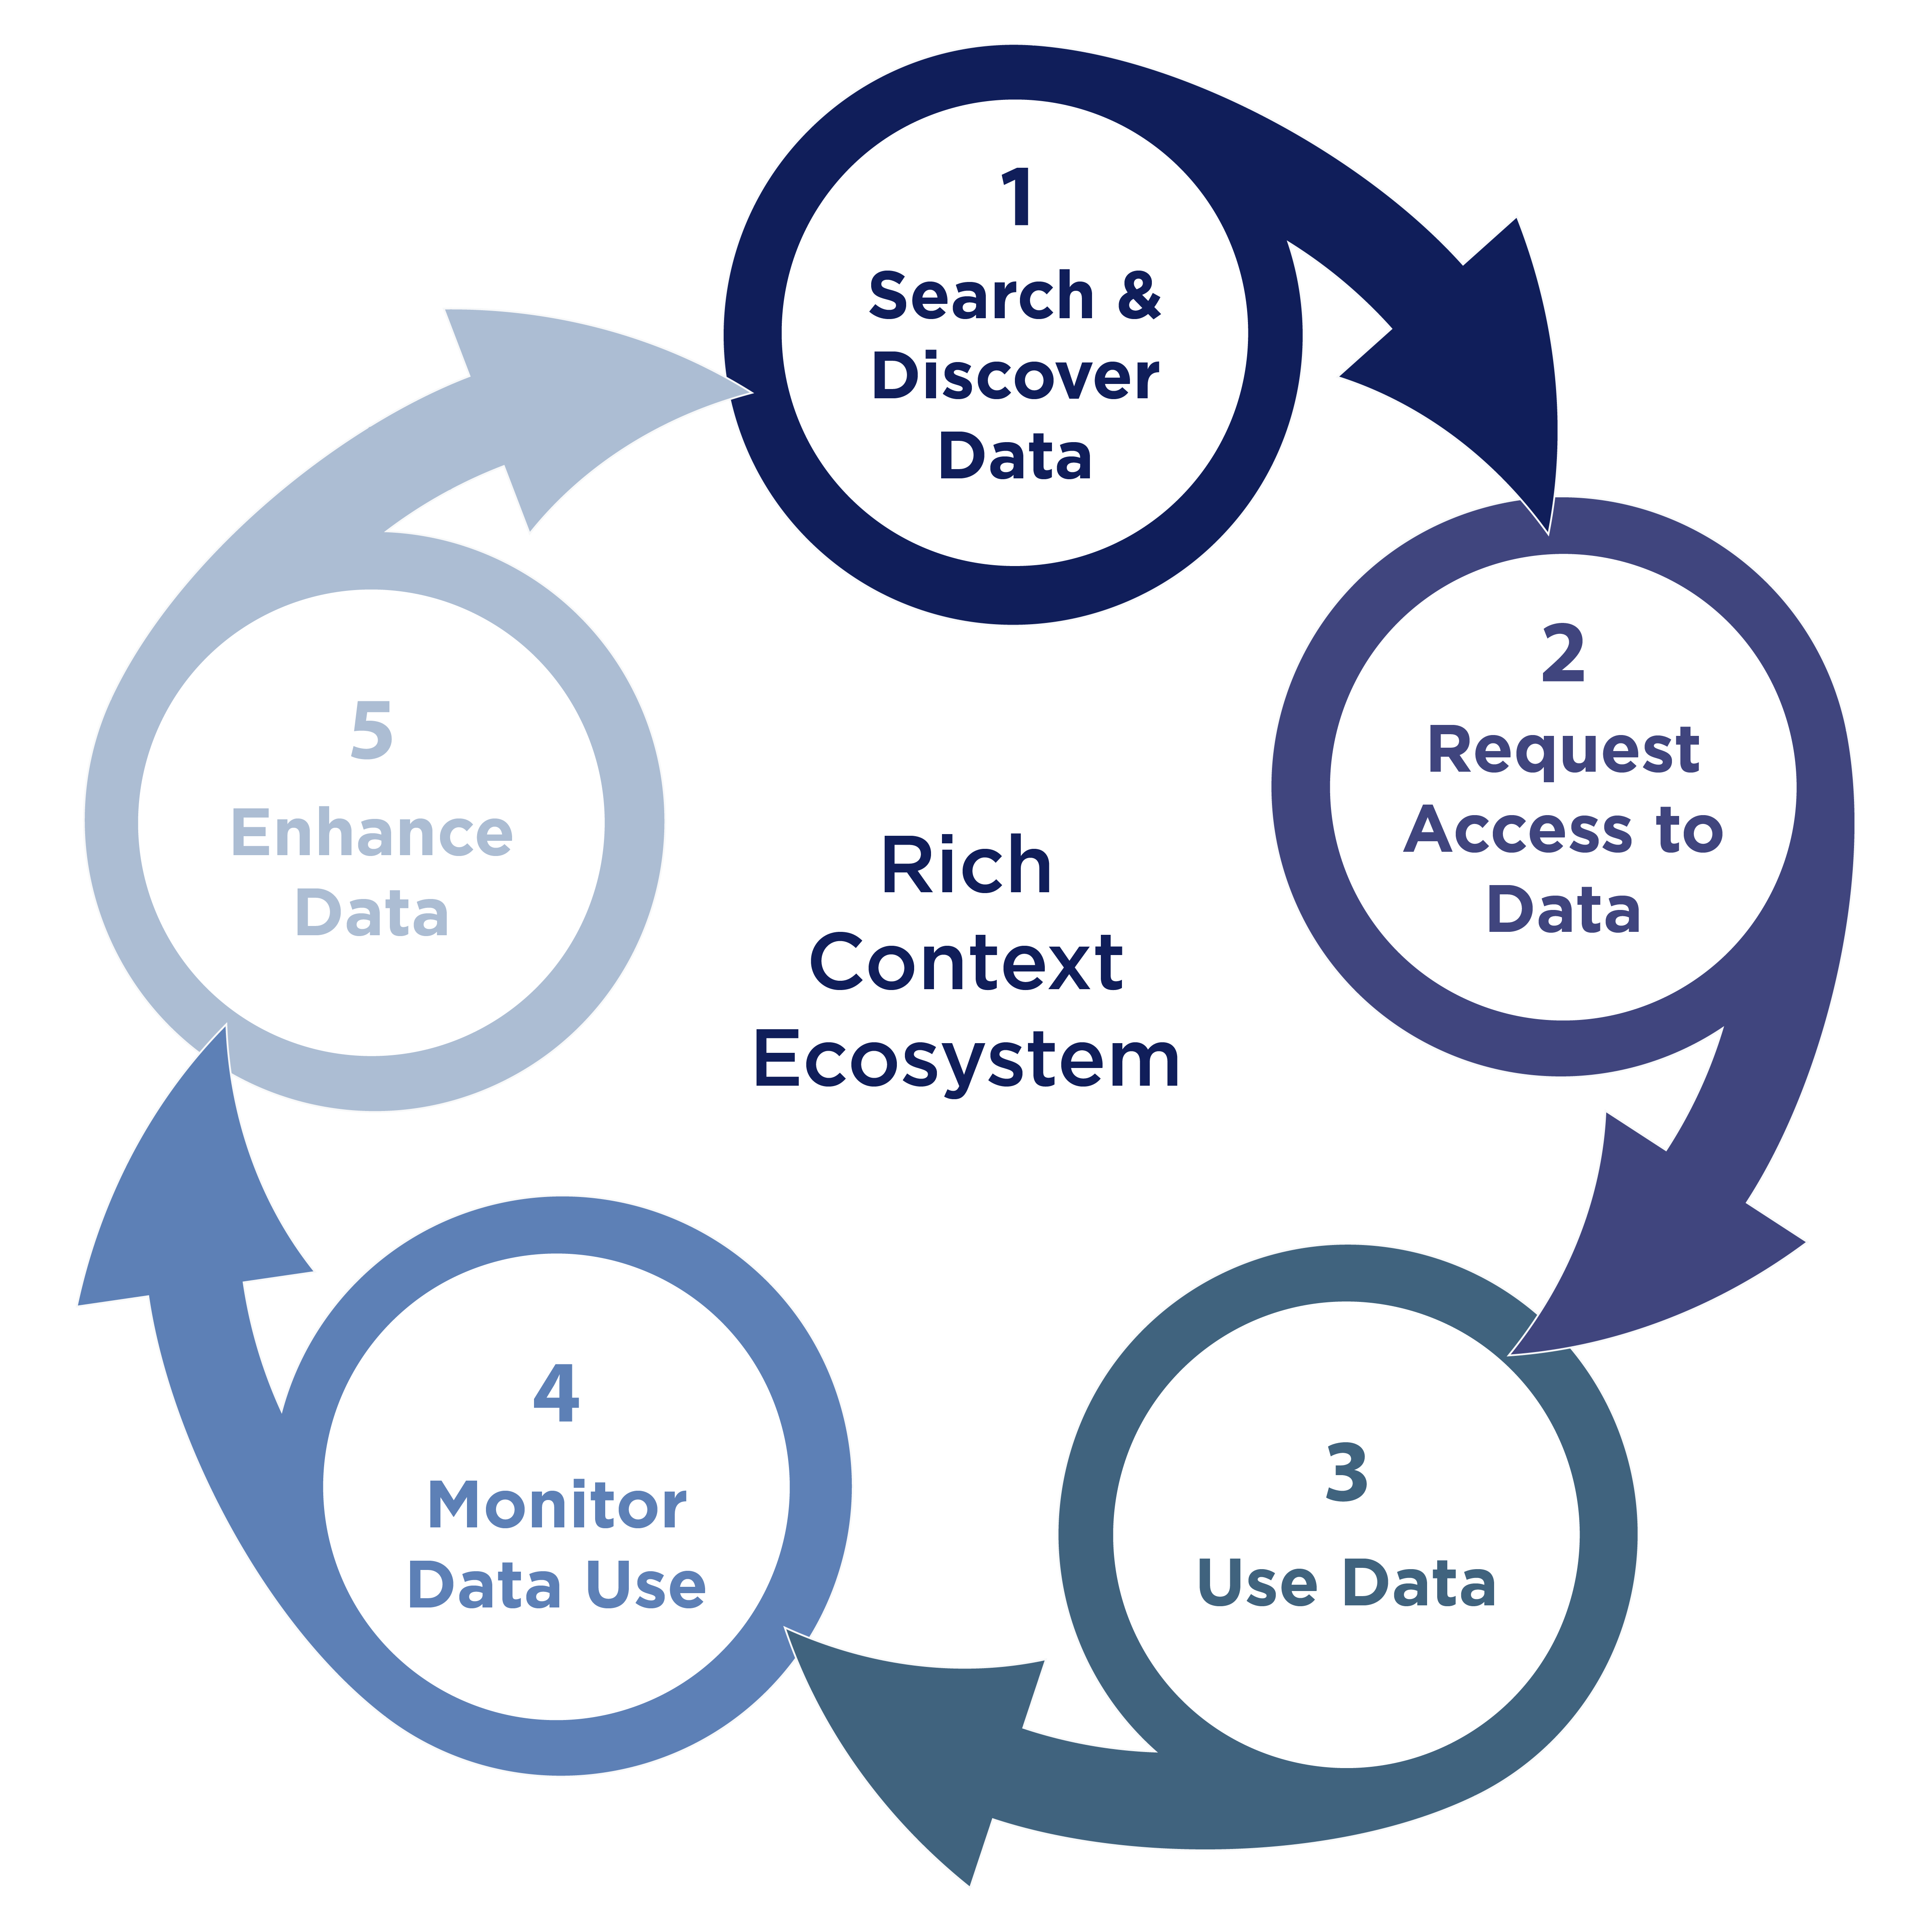 1
Search &
Discover
Data
2
Request
Access to
Data
3
Use Data
4
Monitor
Data Use
5
Enhance
Data
Rich
Context
Ecosystem